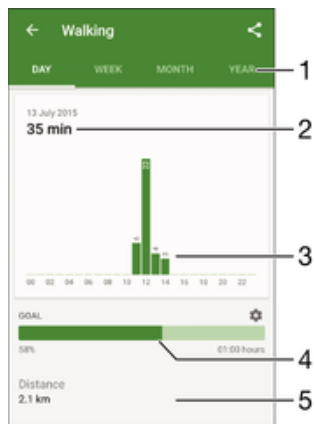 Walking
DAY WEEK MONTH YEAR 1
13 July 2015
35 min 2
22
3
00 02 04 06 08 10 12 14 16 18 20 22
GOAL
58% 01:00 hours
4
Distance
2.1 km 5